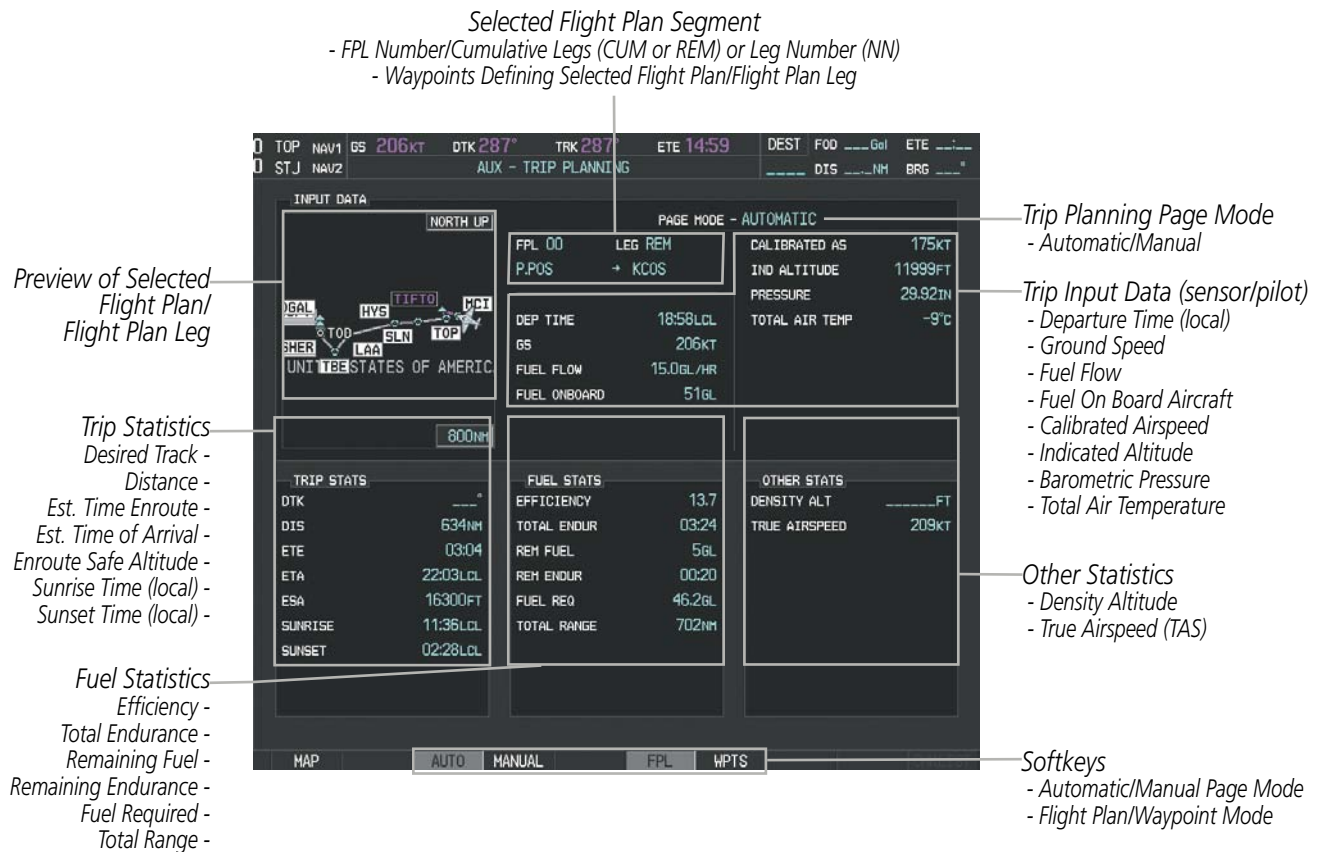 Selected Flight Plan Segment
- FPL Number/Cumulative Legs (CUM or REM) or Leg Number (NN)
- Waypoints Defining Selected Flight Plan/Flight Plan Leg
0 TOP NAV1 GS 206KT DTK 287° TRK 287° ETE 14:59 DEST FOD ___Gal ETE __:__
0 STJ NAV2 AUX - TRIP PLANNING ____ DIS __._NM BRG ___°
INPUT DATA
NORTH UP
PAGE MODE - AUTOMATIC
Trip Planning Page Mode
- Automatic/Manual
FPL 00 LEG REM
P.POS → KCOS
CALIBRATED AS 175KT
IND ALTITUDE 11999FT
PRESSURE 29.92IN
TOTAL AIR TEMP -9°C
Preview of Selected
Flight Plan/
Flight Plan Leg
OGAL HYS TIFTO MCI
TOD SLN TOP
SHER LAA
TBE STATES OF AMERIC
800NM
DEP TIME 18:58LCL
GS 206KT
FUEL FLOW 15.0GL/HR
FUEL ONBOARD 51GL
Trip Input Data (sensor/pilot)
- Departure Time (local)
- Ground Speed
- Fuel Flow
- Fuel On Board Aircraft
- Calibrated Airspeed
- Indicated Altitude
- Barometric Pressure
- Total Air Temperature
Trip Statistics
Desired Track -
Distance -
Est. Time Enroute -
Est. Time of Arrival -
Enroute Safe Altitude -
Sunrise Time (local) -
Sunset Time (local) -
TRIP STATS
DTK ___°
DIS 634NM
ETE 03:04
ETA 22:03LCL
ESA 16300FT
SUNRISE 11:36LCL
SUNSET 02:28LCL
FUEL STATS
EFFICIENCY 13.7
TOTAL ENDUR 03:24
REM FUEL 5GL
REM ENDUR 00:20
FUEL REQ 46.2GL
TOTAL RANGE 702NM
OTHER STATS
DENSITY ALT _____FT
TRUE AIRSPEED 209KT
Other Statistics
- Density Altitude
- True Airspeed (TAS)
Fuel Statistics
Efficiency -
Total Endurance -
Remaining Fuel -
Remaining Endurance -
Fuel Required -
Total Range -
MAP AUTO MANUAL FPL WPTS
Softkeys
- Automatic/Manual Page Mode
- Flight Plan/Waypoint Mode